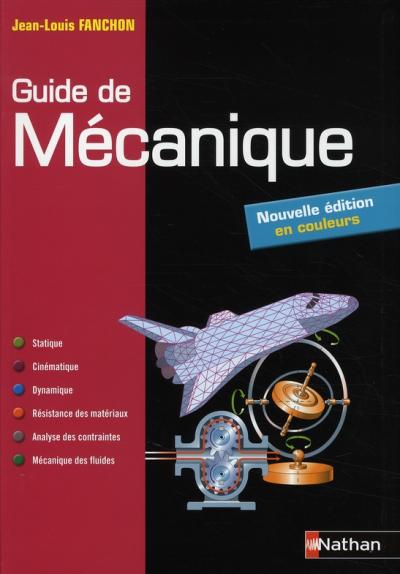 Jean-Louis FANCHON
Guide de
Mécanique
Nouvelle édition
en couleurs
Statique
Cinématique
Dynamique
Résistance des matériaux
Analyse des contraintes
Mécanique des fluides
Nathan